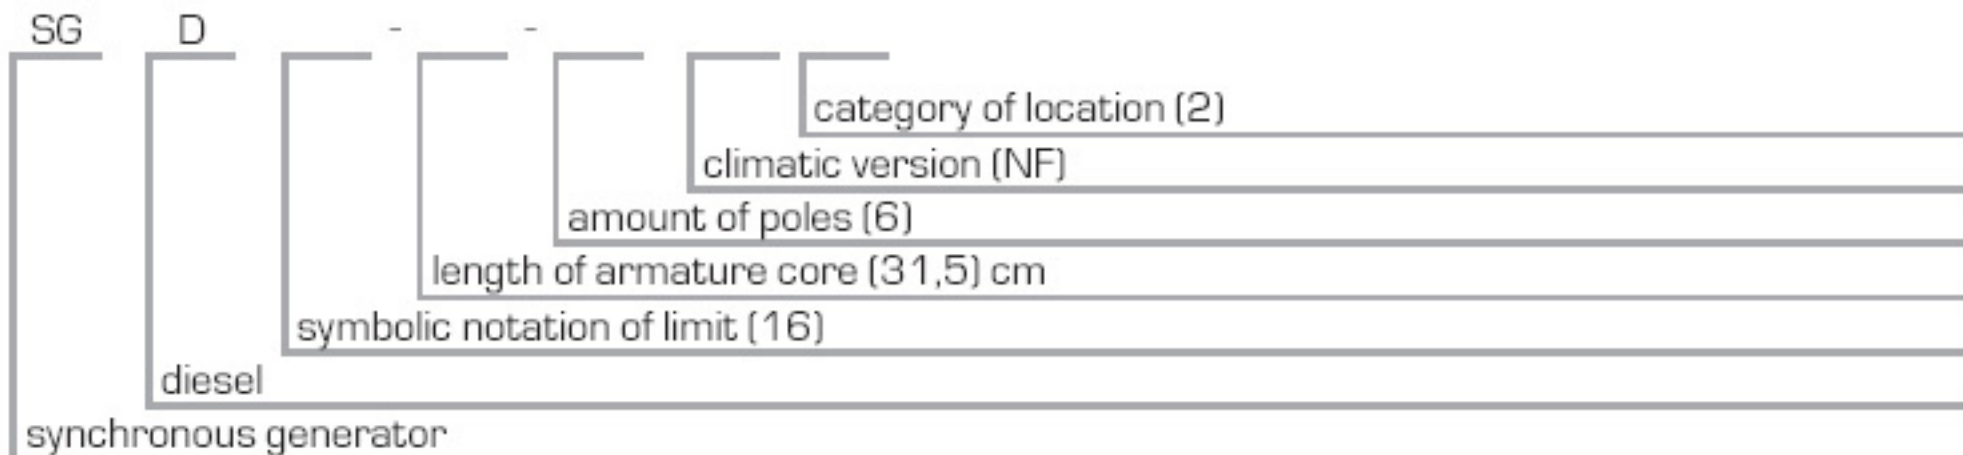 SG D - -
category of location (2)
climatic version (NF)
amount of poles (6)
length of armature core (31,5) cm
symbolic notation of limit (16)
diesel
synchronous generator